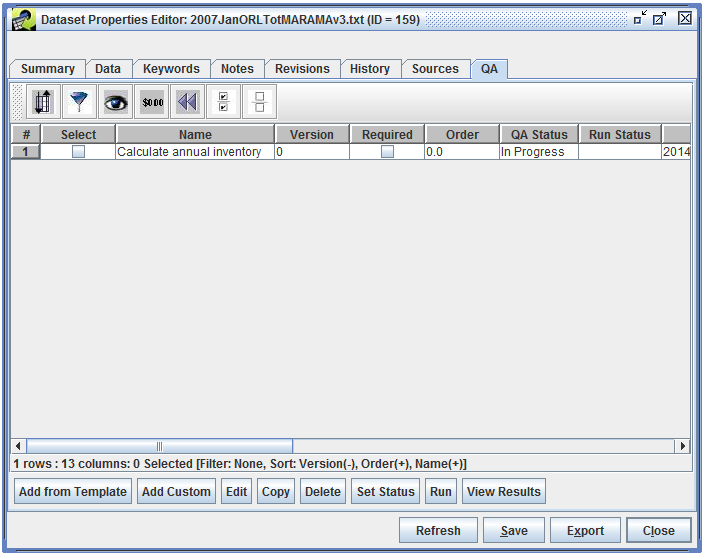 Dataset Properties Editor: 2007JanORLTotMARAMAv3.txt (ID = 159)
Summary Data Keywords Notes Revisions History Sources QA
$0.00
# Select Name Version Required Order QA Status Run Status
1 Calculate annual inventory 0 0.0 In Progress 2014
1 rows : 13 columns: 0 Selected [Filter: None, Sort: Version(-), Order(+), Name(+)]
Add from Template Add Custom Edit Copy Delete Set Status Run View Results
Refresh Save Export Close